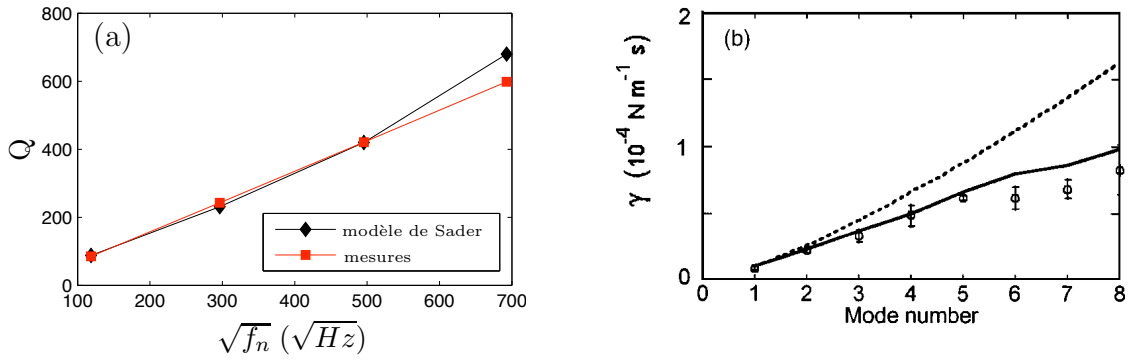 (a)
Q
800
600
400
200
0
100 200 300 400 500 600 700
√fₙ (√Hz)
modèle de Sader
mesures
(b)
γ (10⁻⁴ N m⁻¹ s)
2
1
0
0 1 2 3 4 5 6 7 8
Mode number